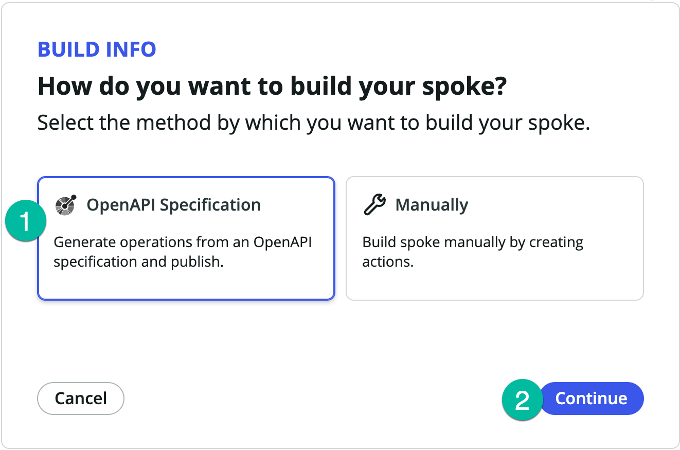 BUILD INFO
How do you want to build your spoke?
Select the method by which you want to build your spoke.
1
OpenAPI Specification
Generate operations from an OpenAPI
specification and publish.
Manually
Build spoke manually by creating
actions.
Cancel
2
Continue